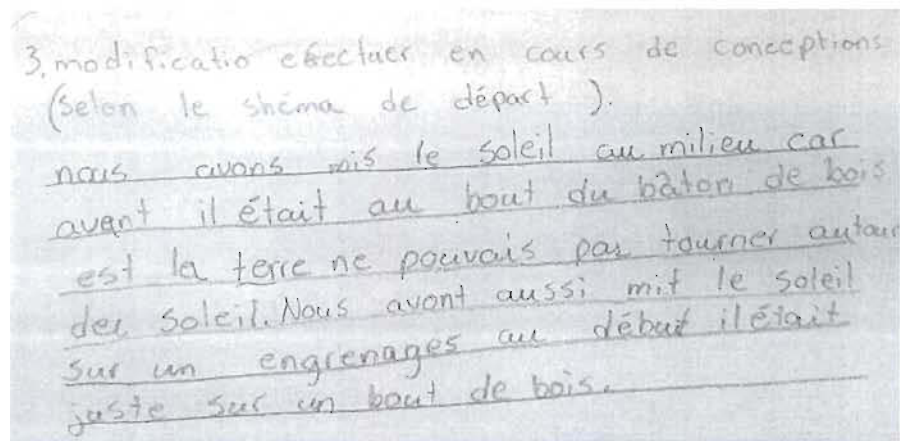 3. modificatio efectuer en cours de conceptions
(Selon le shéma de départ).
nous avons mis le soleil au milieu car
avant il était au bout du bâton de bois
est la terre ne pouvais pas tourner autour
du soleil. Nous avont aussi mit le soleil
sur un engrenages au début il était
juste sur un bout de bois.